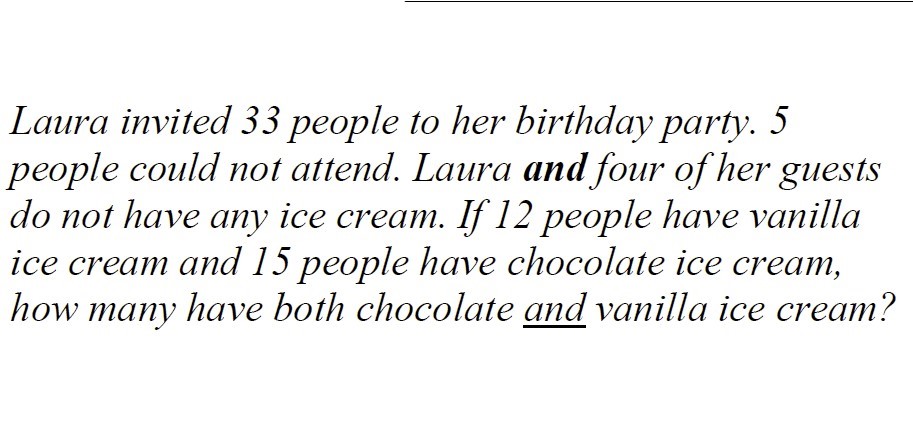 Laura invited 33 people to her birthday party. 5
people could not attend. Laura and four of her guests
do not have any ice cream. If 12 people have vanilla
ice cream and 15 people have chocolate ice cream,
how many have both chocolate and vanilla ice cream?